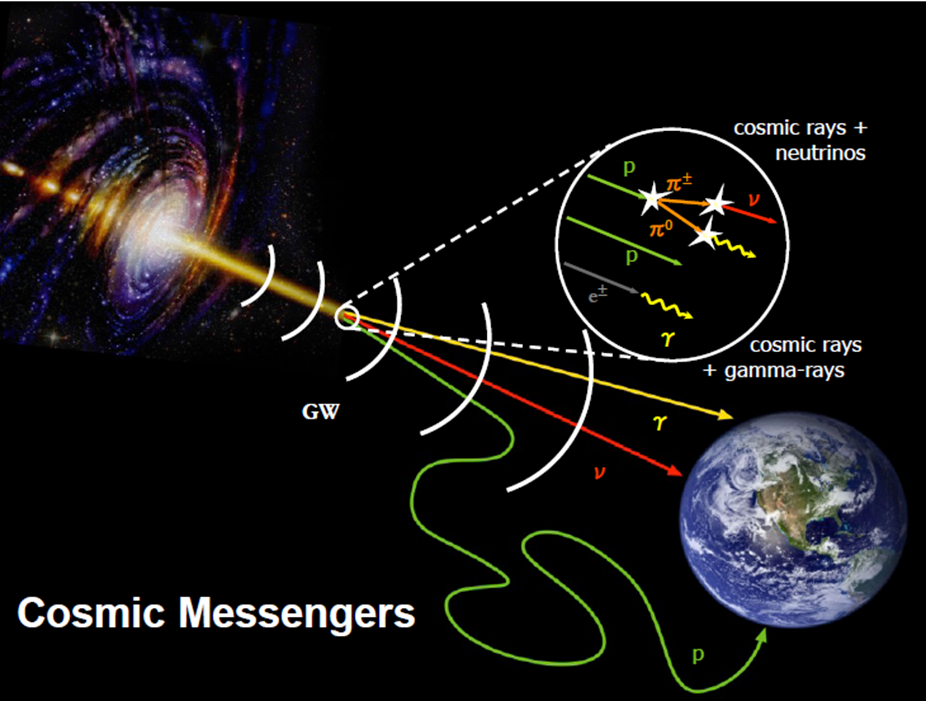 cosmic rays +
neutrinos
p
π±
ν
π⁰
p
e±
γ
cosmic rays
+ gamma-rays
GW
γ
ν
Cosmic Messengers
p